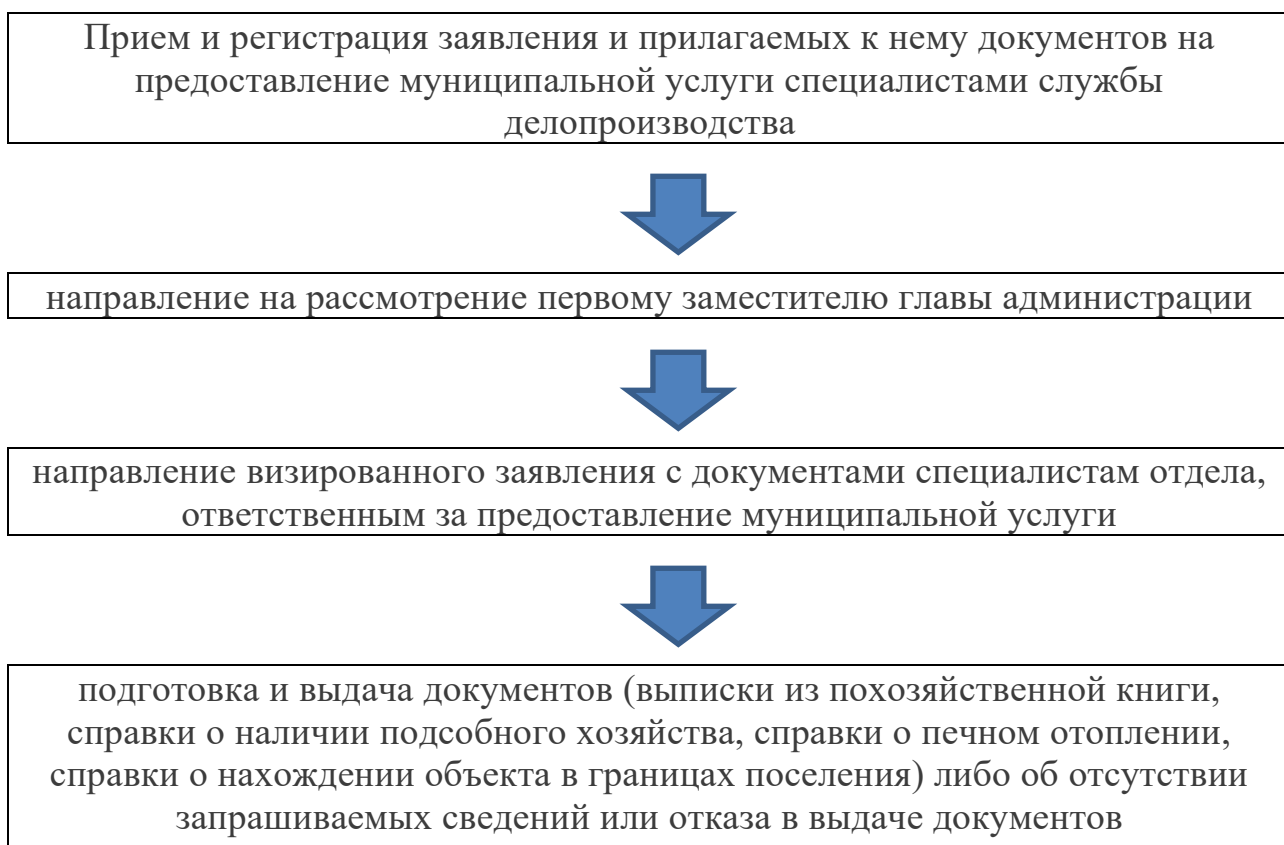 Прием и регистрация заявления и прилагаемых к нему документов на
предоставление муниципальной услуги специалистами службы
делопроизводства
направление на рассмотрение первому заместителю главы администрации
направление визированного заявления с документами специалистам отдела,
ответственным за предоставление муниципальной услуги
подготовка и выдача документов (выписки из похозяйственной книги,
справки о наличии подсобного хозяйства, справки о печном отоплении,
справки о нахождении объекта в границах поселения) либо об отсутствии
запрашиваемых сведений или отказа в выдаче документов